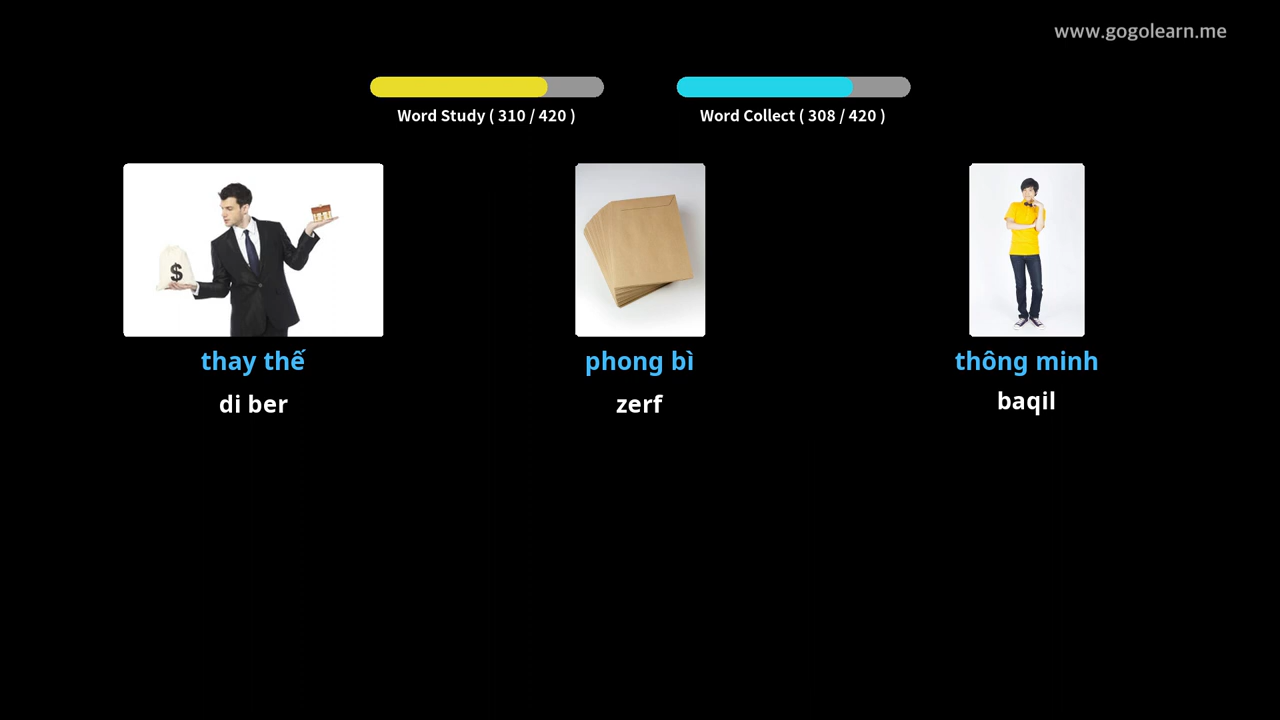 www.gogolearn.me
Word Study ( 310 / 420 )
Word Collect ( 308 / 420 )
$
thay thế
phong bì
thông minh
di ber
zerf
baqil